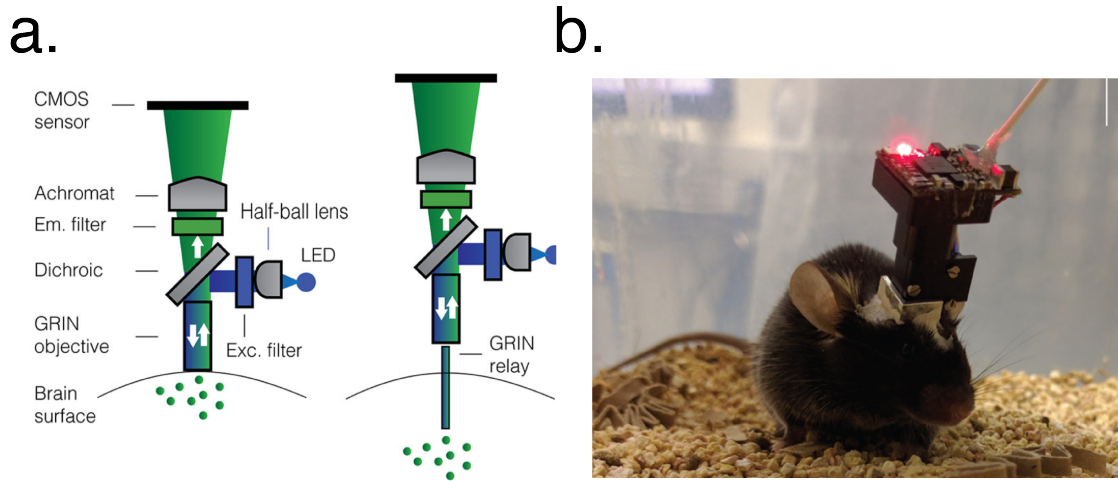 a.
b.
CMOS
sensor
Achromat
Em. filter
Half-ball lens
LED
Dichroic
GRIN
objective
Exc. filter
GRIN
relay
Brain
surface